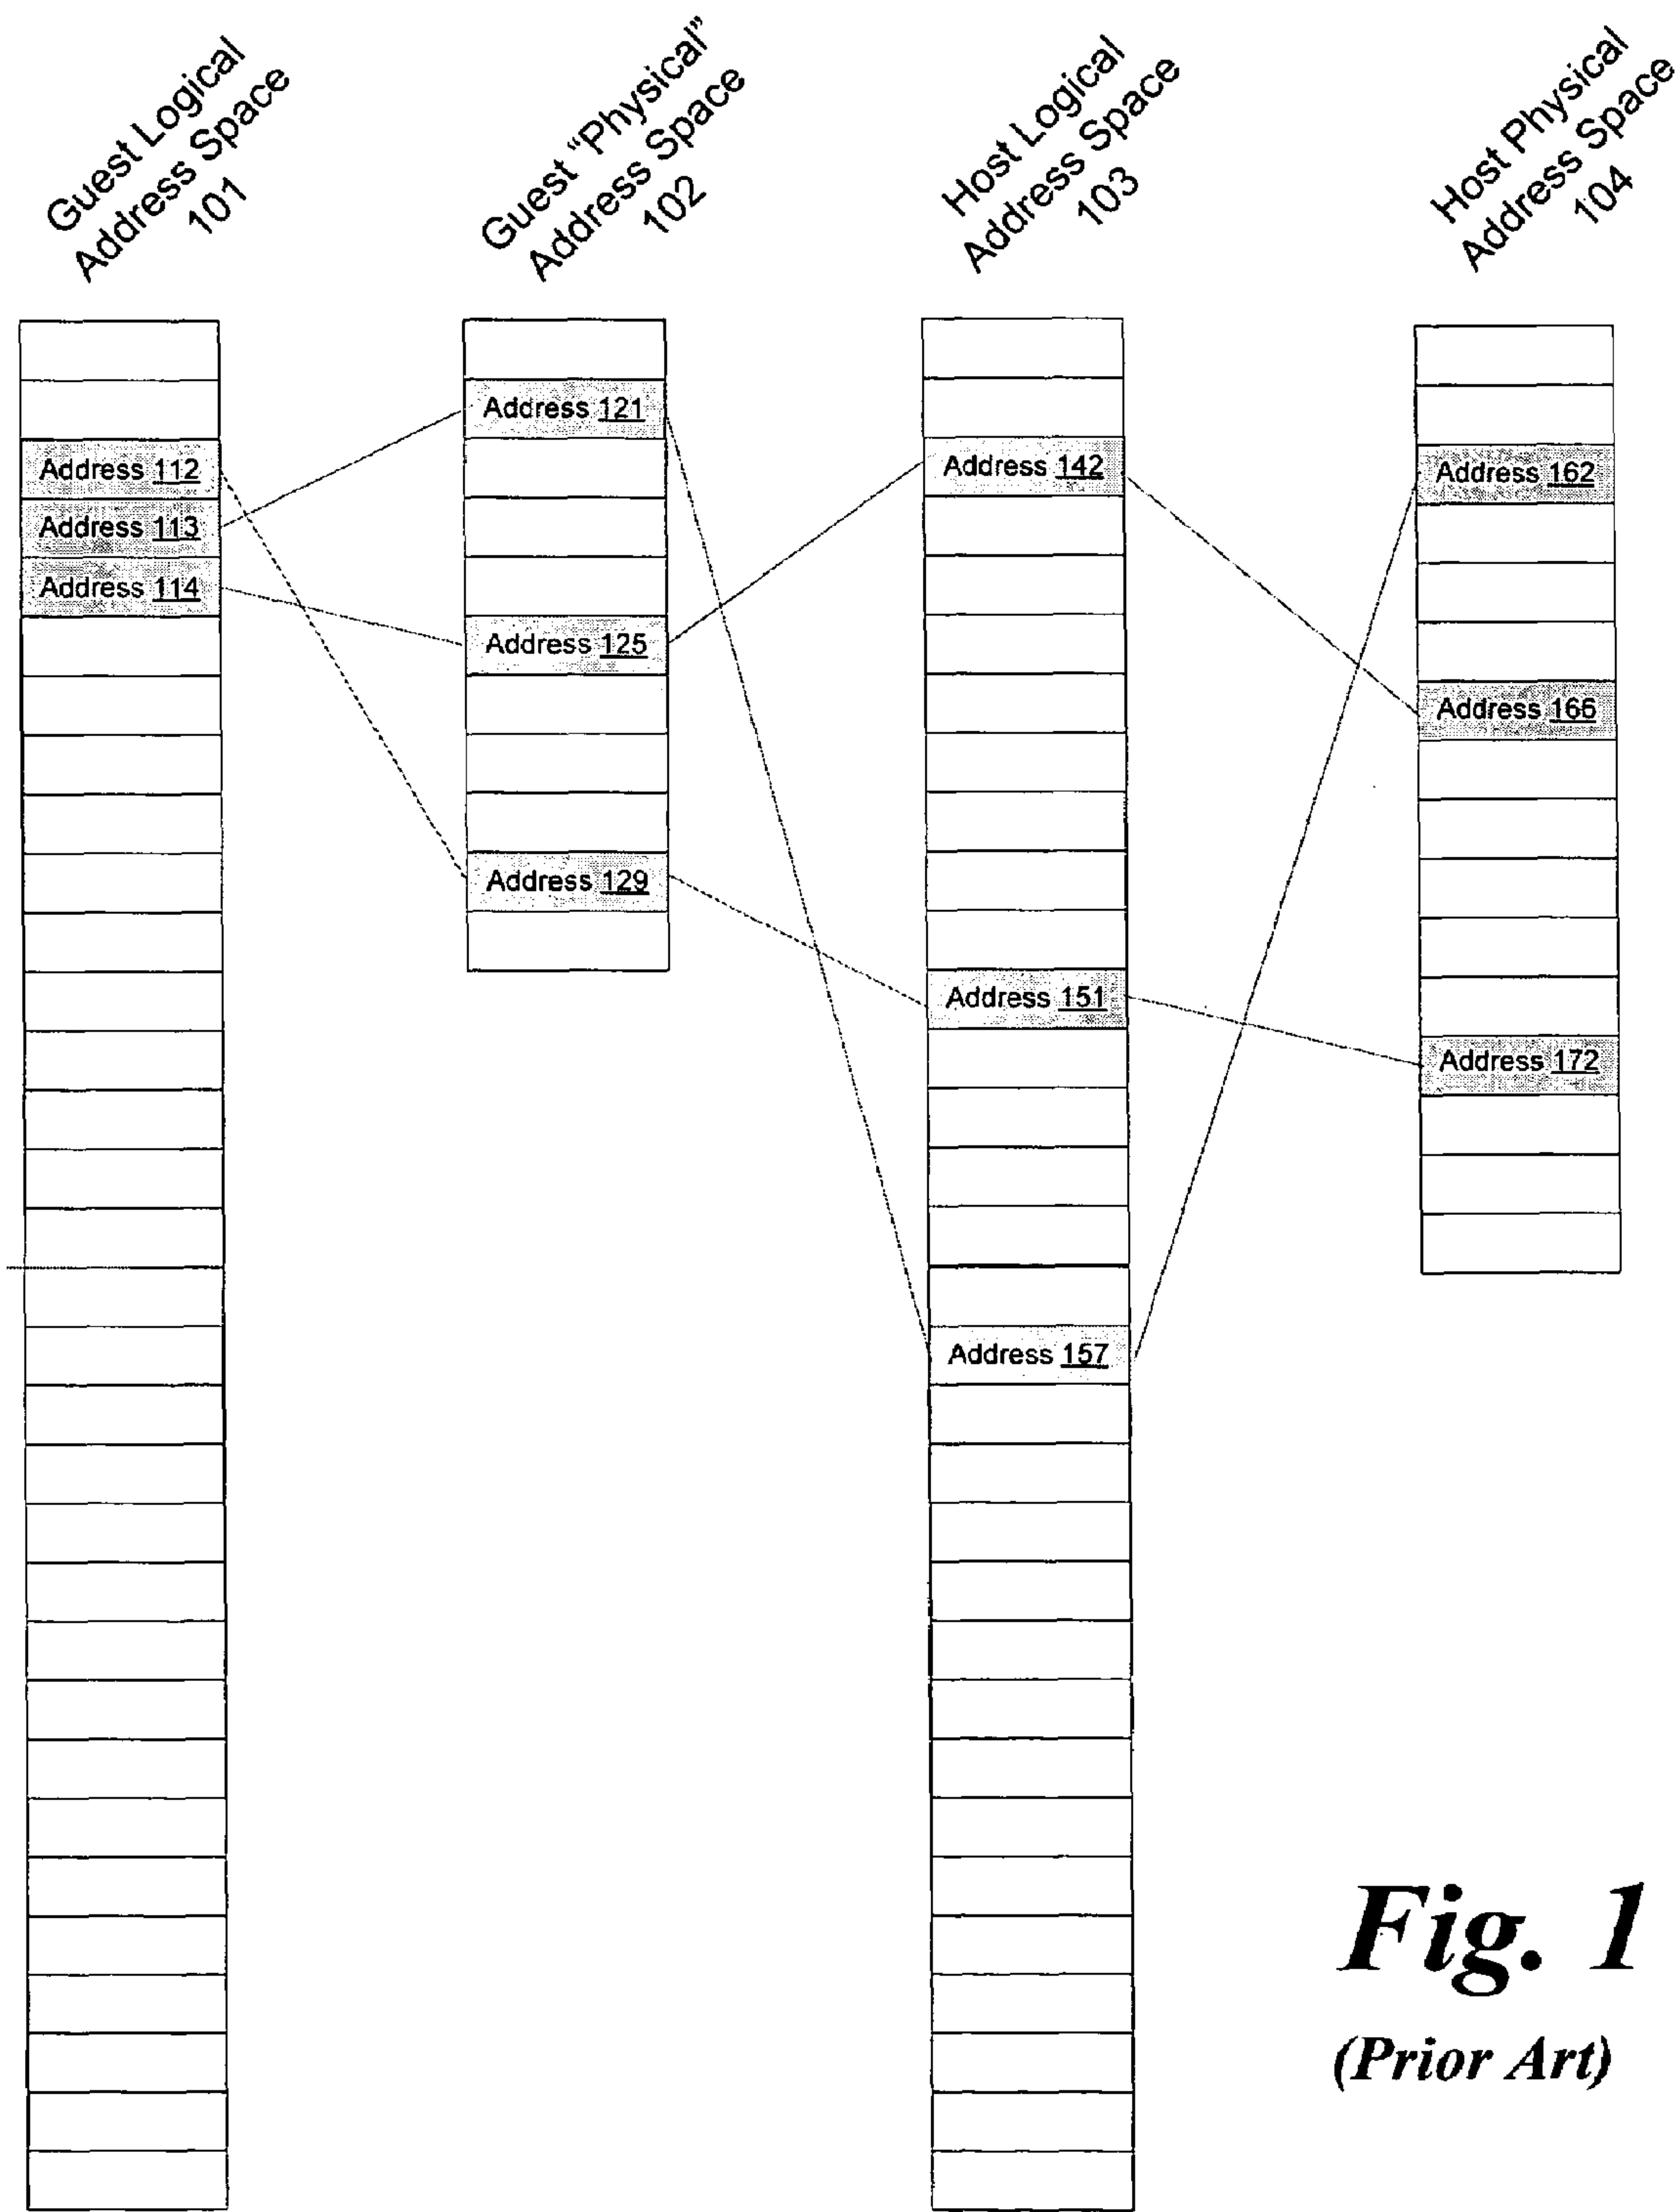 Guest Logical
Address Space
101
Guest “Physical”
Address Space
102
Host Logical
Address Space
103
Host Physical
Address Space
104
Address 112
Address 113
Address 114
Address 121
Address 125
Address 129
Address 142
Address 151
Address 157
Address 162
Address 166
Address 172
Fig. 1
(Prior Art)